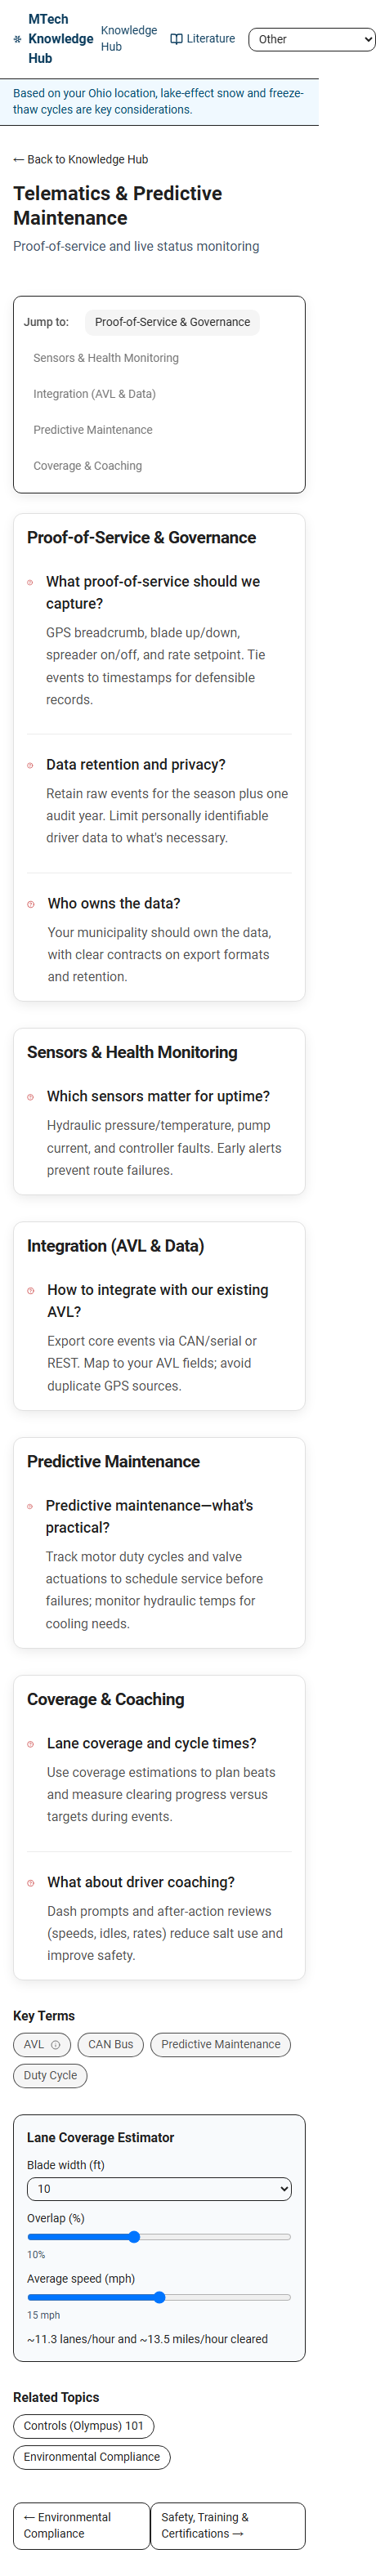 MTech
Knowledge
Hub
Knowledge
Hub
Literature
Other
Based on your Ohio location, lake-effect snow and freeze-
thaw cycles are key considerations.
← Back to Knowledge Hub
Telematics & Predictive
Maintenance
Proof-of-service and live status monitoring
Jump to:
Proof-of-Service & Governance
Sensors & Health Monitoring
Integration (AVL & Data)
Predictive Maintenance
Coverage & Coaching
Proof-of-Service & Governance
What proof-of-service should we
capture?
GPS breadcrumb, blade up/down,
spreader on/off, and rate setpoint. Tie
events to timestamps for defensible
records.
Data retention and privacy?
Retain raw events for the season plus one
audit year. Limit personally identifiable
driver data to what's necessary.
Who owns the data?
Your municipality should own the data,
with clear contracts on export formats
and retention.
Sensors & Health Monitoring
Which sensors matter for uptime?
Hydraulic pressure/temperature, pump
current, and controller faults. Early alerts
prevent route failures.
Integration (AVL & Data)
How to integrate with our existing
AVL?
Export core events via CAN/serial or
REST. Map to your AVL fields; avoid
duplicate GPS sources.
Predictive Maintenance
Predictive maintenance—what's
practical?
Track motor duty cycles and valve
actuations to schedule service before
failures; monitor hydraulic temps for
cooling needs.
Coverage & Coaching
Lane coverage and cycle times?
Use coverage estimations to plan beats
and measure clearing progress versus
targets during events.
What about driver coaching?
Dash prompts and after-action reviews
(speeds, idles, rates) reduce salt use and
improve safety.
Key Terms
AVL
CAN Bus
Predictive Maintenance
Duty Cycle
Lane Coverage Estimator
Blade width (ft)
10
Overlap (%)
10%
Average speed (mph)
15 mph
~11.3 lanes/hour and ~13.5 miles/hour cleared
Related Topics
Controls (Olympus) 101
Environmental Compliance
← Environmental
Compliance
Safety, Training &
Certifications →